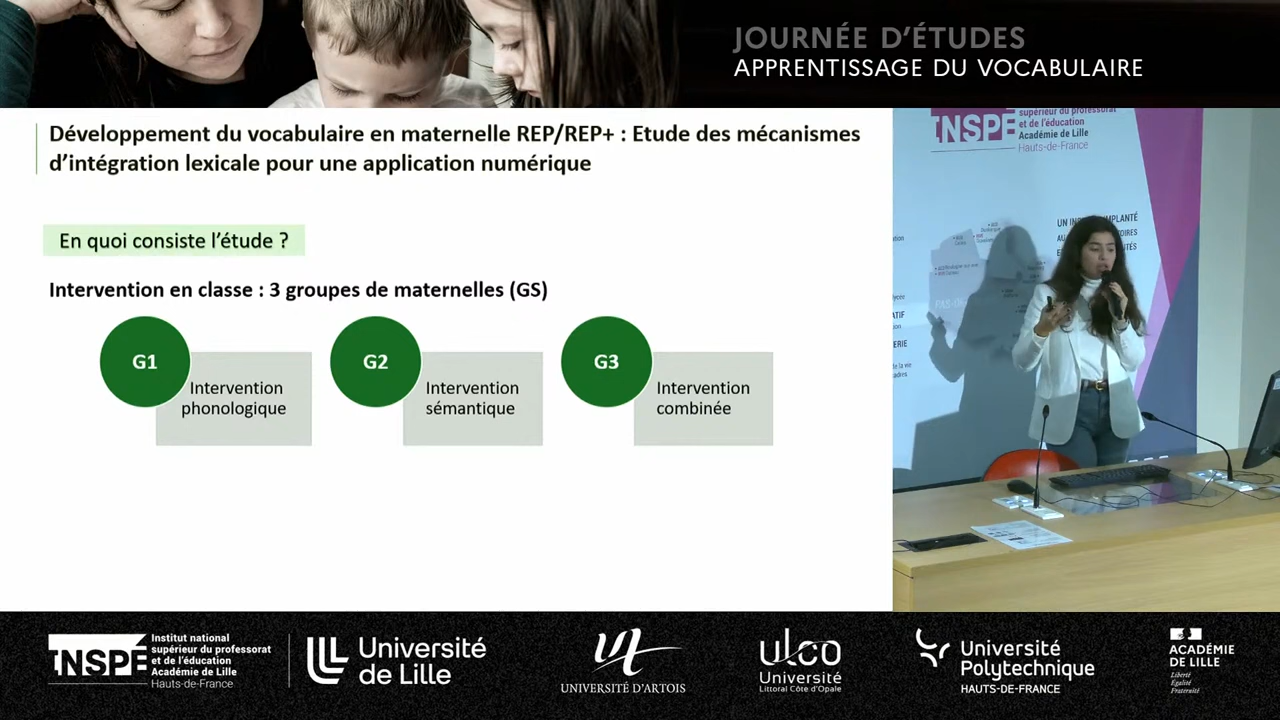 JOURNÉE D'ÉTUDES
APPRENTISSAGE DU VOCABULAIRE
Développement du vocabulaire en maternelle REP/REP+ : Etude des mécanismes
d'intégration lexicale pour une application numérique
En quoi consiste l'étude ?
Intervention en classe : 3 groupes de maternelles (GS)
G1
Intervention
phonologique
G2
Intervention
sémantique
G3
Intervention
combinée
INSPÉ
supérieur du professorat
et de l'éducation
Académie de Lille
Hauts-de-France
INSPÉ
Institut national
supérieur du professorat
et de l'éducation
Académie de Lille
Hauts-de-France
Université
de Lille
UNIVERSITÉ D'ARTOIS
ulco
Université
Littoral Côte d'Opale
Université
Polytechnique
HAUTS-DE-FRANCE
ACADÉMIE
DE LILLE
Liberté
Égalité
Fraternité